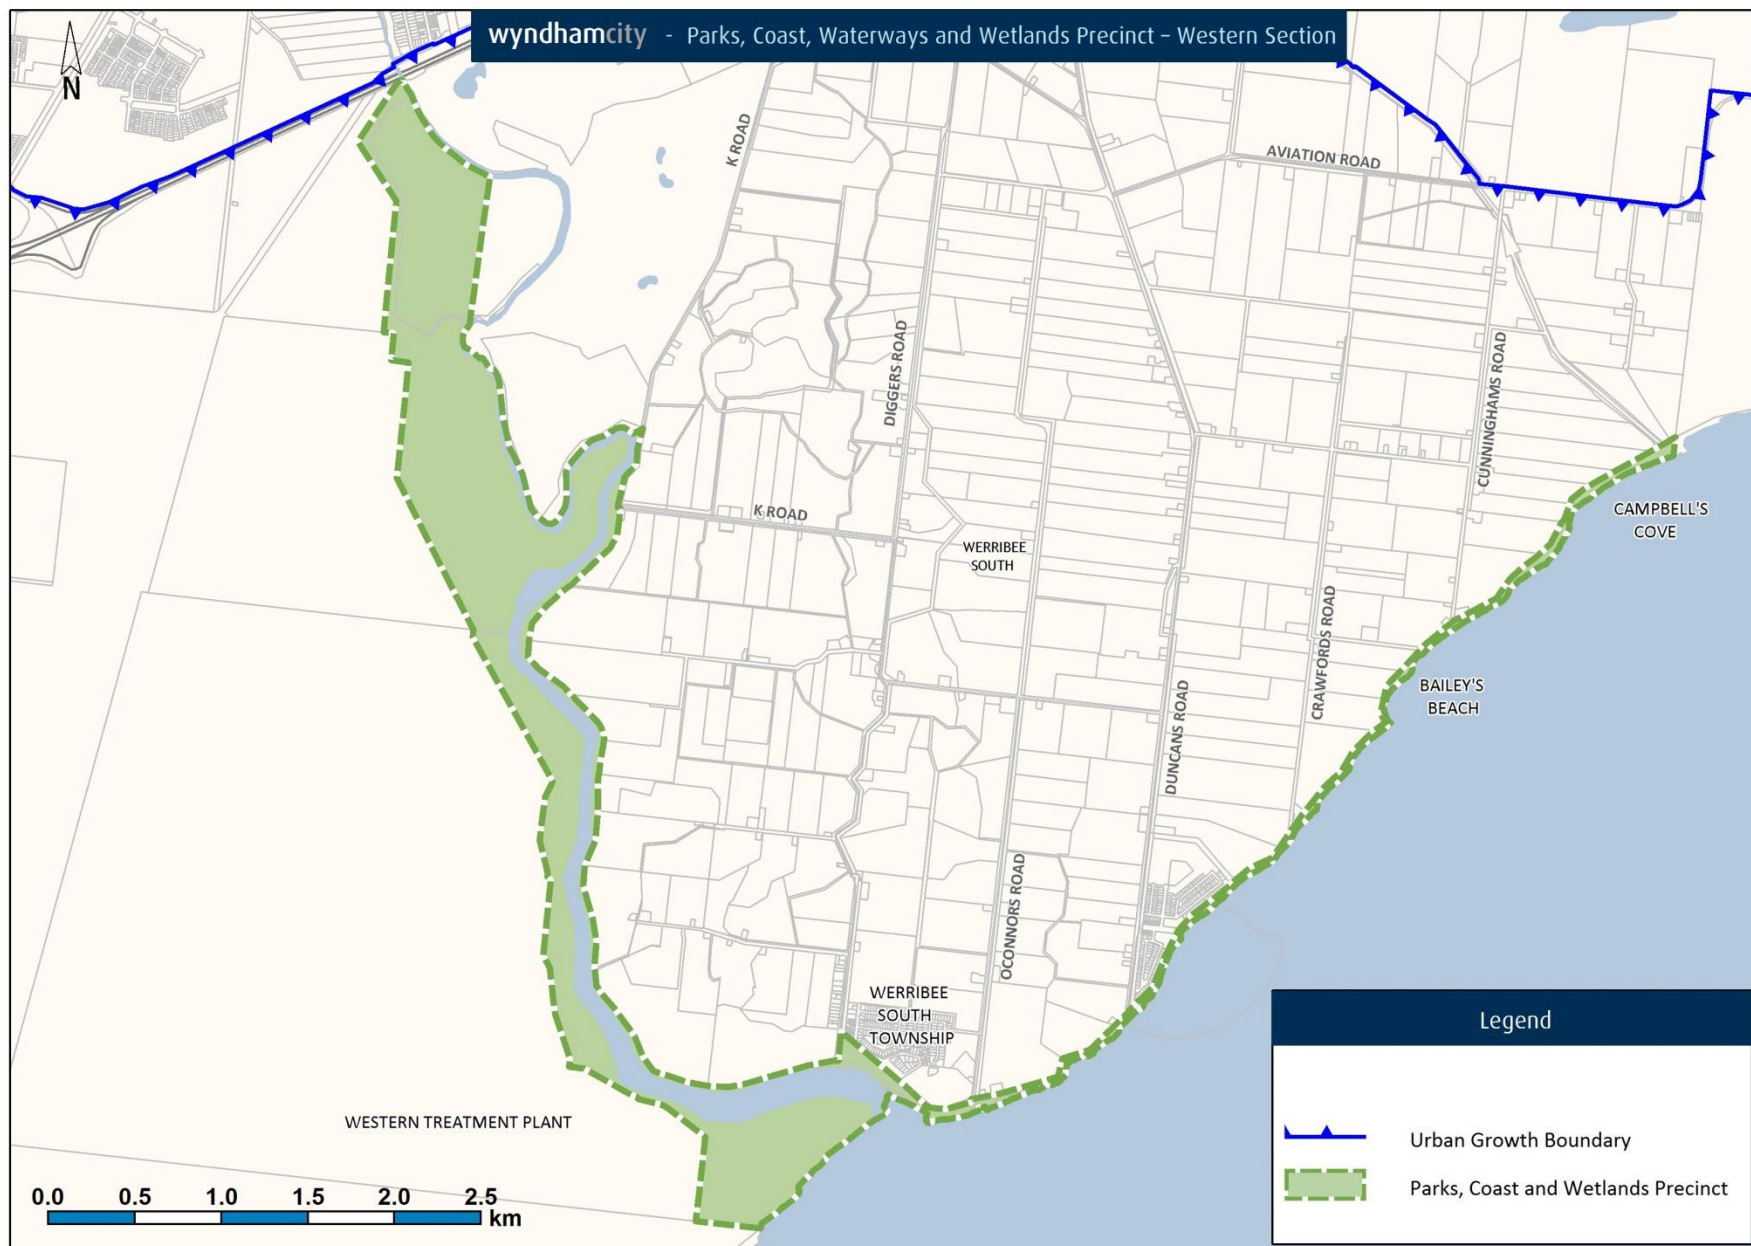 wyndhamcity - Parks, Coast, Waterways and Wetlands Precinct – Western Section
N
K ROAD
AVIATION ROAD
DIGGERS ROAD
CUNNINGHAMS ROAD
K ROAD
WERRIBEE
SOUTH
CAMPBELL'S
COVE
CRAWFORDS ROAD
BAILEY'S
BEACH
DUNCANS ROAD
OCONNORS ROAD
WERRIBEE
SOUTH
TOWNSHIP
WESTERN TREATMENT PLANT
0.0 0.5 1.0 1.5 2.0 2.5
km
Legend
Urban Growth Boundary
Parks, Coast and Wetlands Precinct